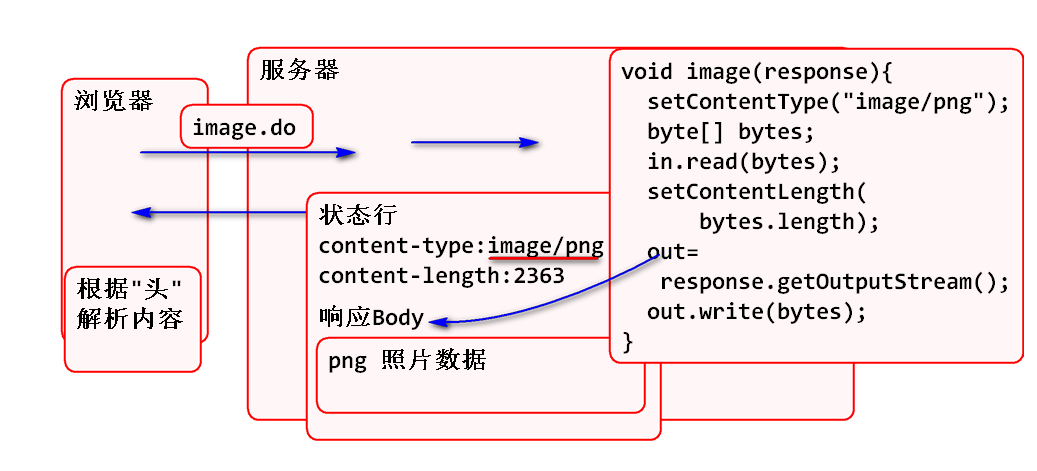 浏览器
根据"头"
解析内容
image.do
服务器
状态行
content-type:image/png
content-length:2363
响应Body
png 照片数据
void image(response){
  setContentType("image/png");
  byte[] bytes;
  in.read(bytes);
  setContentLength(
      bytes.length);
  out=
   response.getOutputStream();
  out.write(bytes);
}